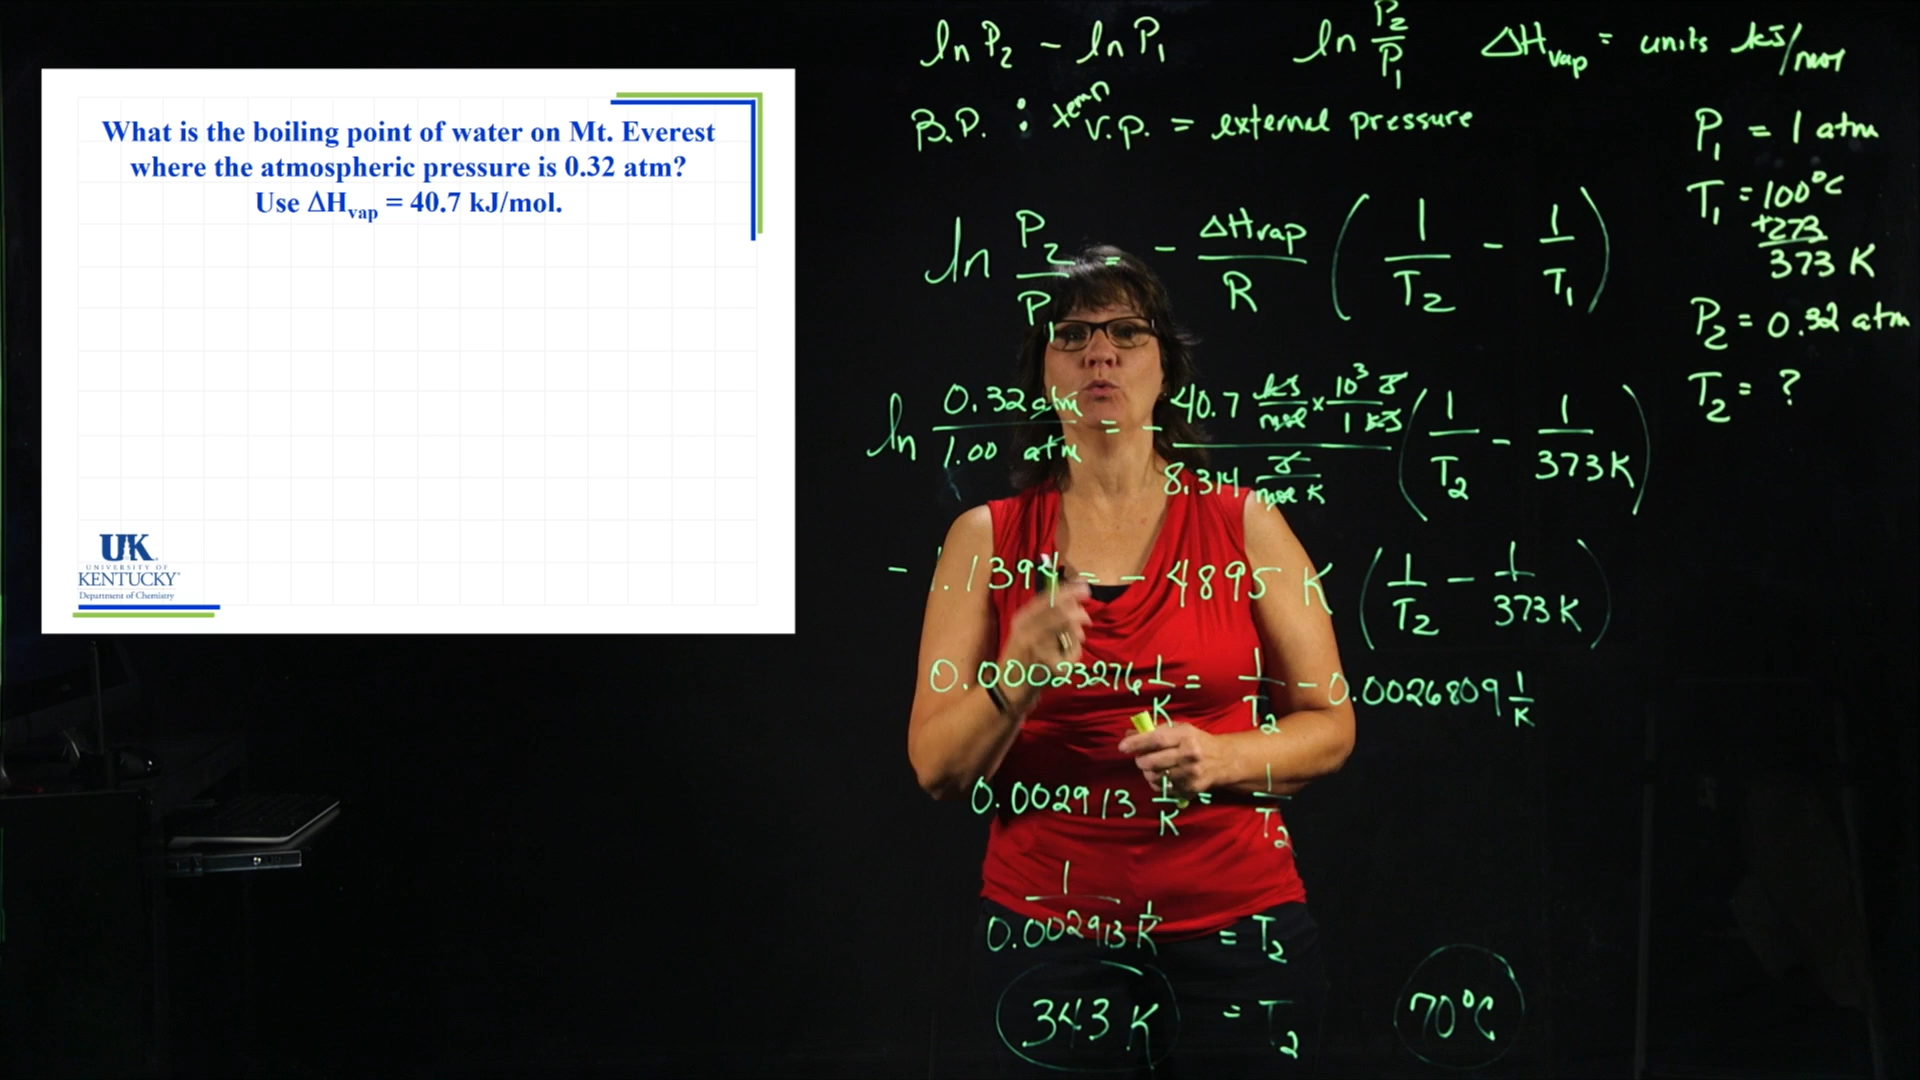 What is the boiling point of water on Mt. Everest
where the atmospheric pressure is 0.32 atm?
Use ΔHvap = 40.7 kJ/mol.
UK
UNIVERSITY OF
KENTUCKY
Department of Chemistry
ln P2 - ln P1
ln P2/P1
ΔHvap = units kJ/mol
B.P. : temp V.P. = external pressure
P1 = 1 atm
T1 = 100°C
+273
373 K
P2 = 0.32 atm
T2 = ?
ln P2/P1 = - ΔHvap/R (1/T2 - 1/T1)
ln 0.32 atm/1.00 atm = - 40.7 kJ/mol × 10³ J/1 kJ / 8.314 J/mol K (1/T2 - 1/373 K)
- 1.1394 = - 4895 K (1/T2 - 1/373 K)
0.00023276 1/K = 1/T2 - 0.0026809 1/K
0.002913 1/K = 1/T2
1/0.002913 1/K = T2
343 K = T2
70°C